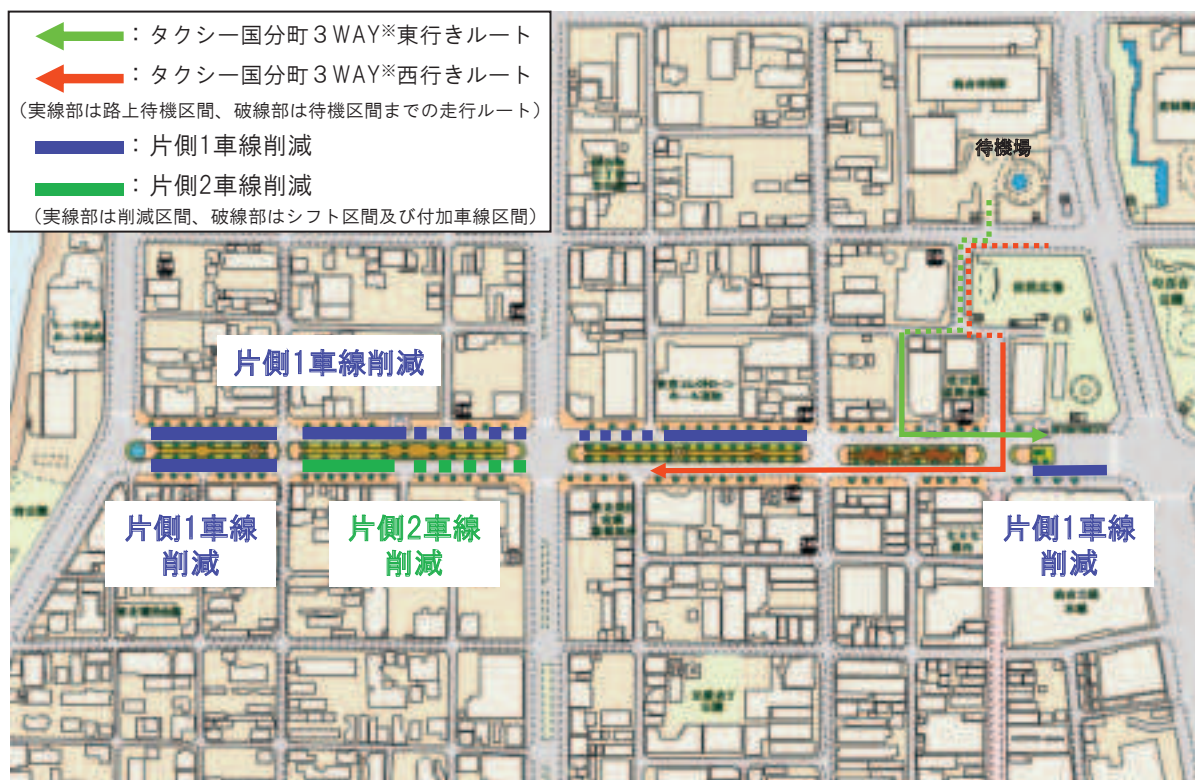 ：タクシー国分町３WAY※東行きルート
：タクシー国分町３WAY※西行きルート
（実線部は路上待機区間、破線部は待機区間までの走行ルート）
：片側1車線削減
：片側2車線削減
（実線部は削減区間、破線部はシフト区間及び付加車線区間）
待機場
片側1車線削減
片側1車線
削減
片側2車線
削減
片側1車線
削減